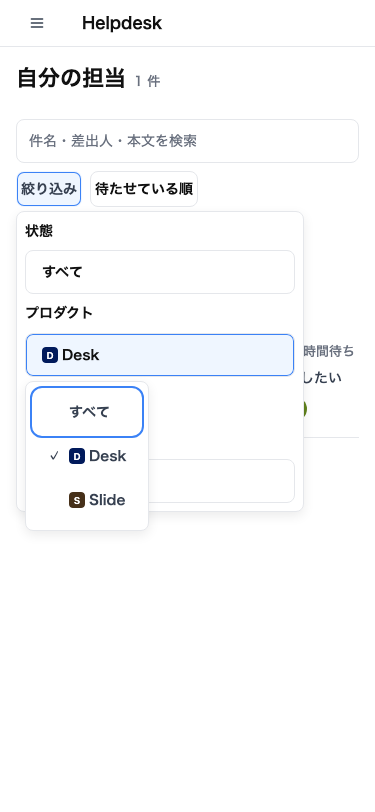 Helpdesk
自分の担当 1 件
件名・差出人・本文を検索
絞り込み 待たせている順
状態
すべて
プロダクト
D Desk
時間待ち
したい
すべて
✓ D Desk
S Slide